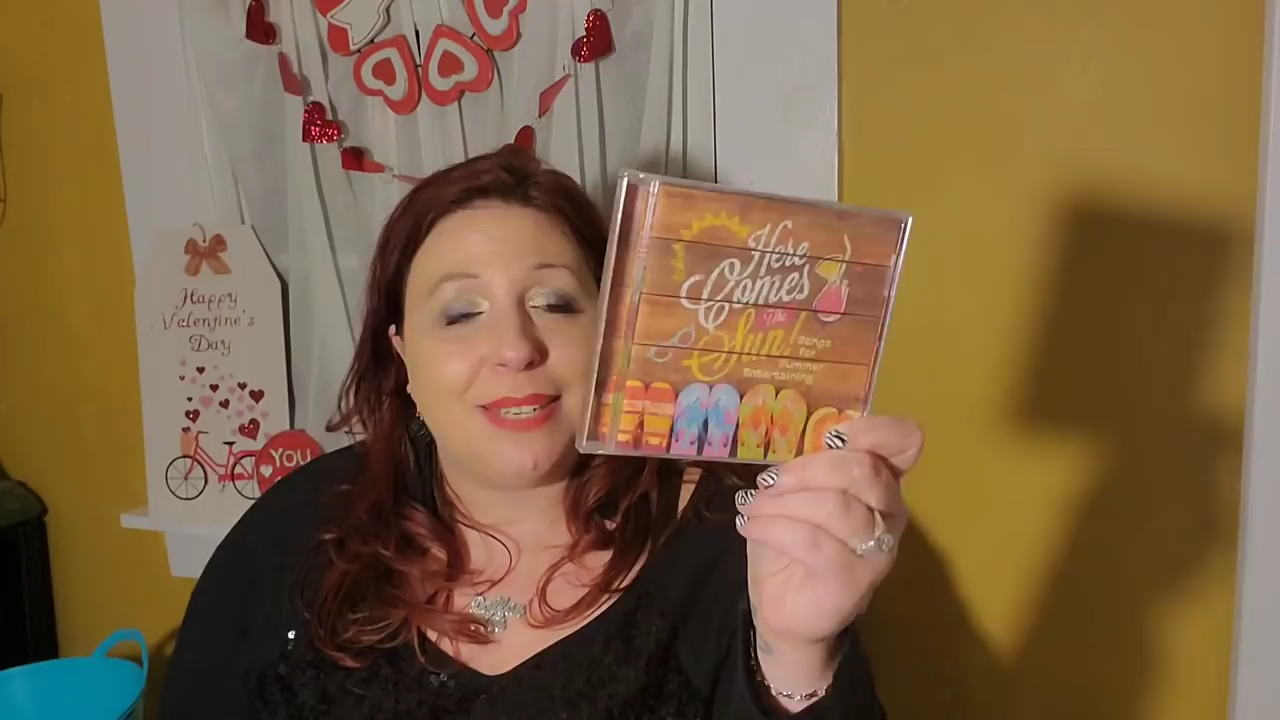 Happy
Valentine's
Day
YOU
Here
Comes
the
Sun!
Songs
for
Summer
Entertaining